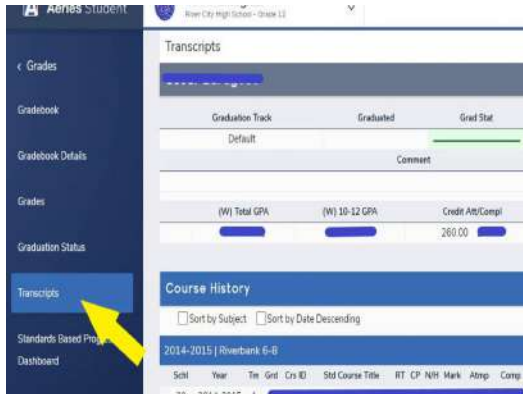 Aeries Student
River City High School - Grade 12
Transcripts
< Grades
Gradebook
Gradebook Details
Grades
Graduation Status
Transcripts
Standards Based
Dashboard
Graduation Track Graduated Grad Stat
Default
Comment
(W) Total GPA (W) 10-12 GPA Credit Att/Compl
260.00
Course History
Sort by Subject Sort by Date Descending
2014-2015 | Riverbank 6-8
Schl Year Tm Grd Crs ID Std Course Title RT CP N/H Mark Atmp Comp